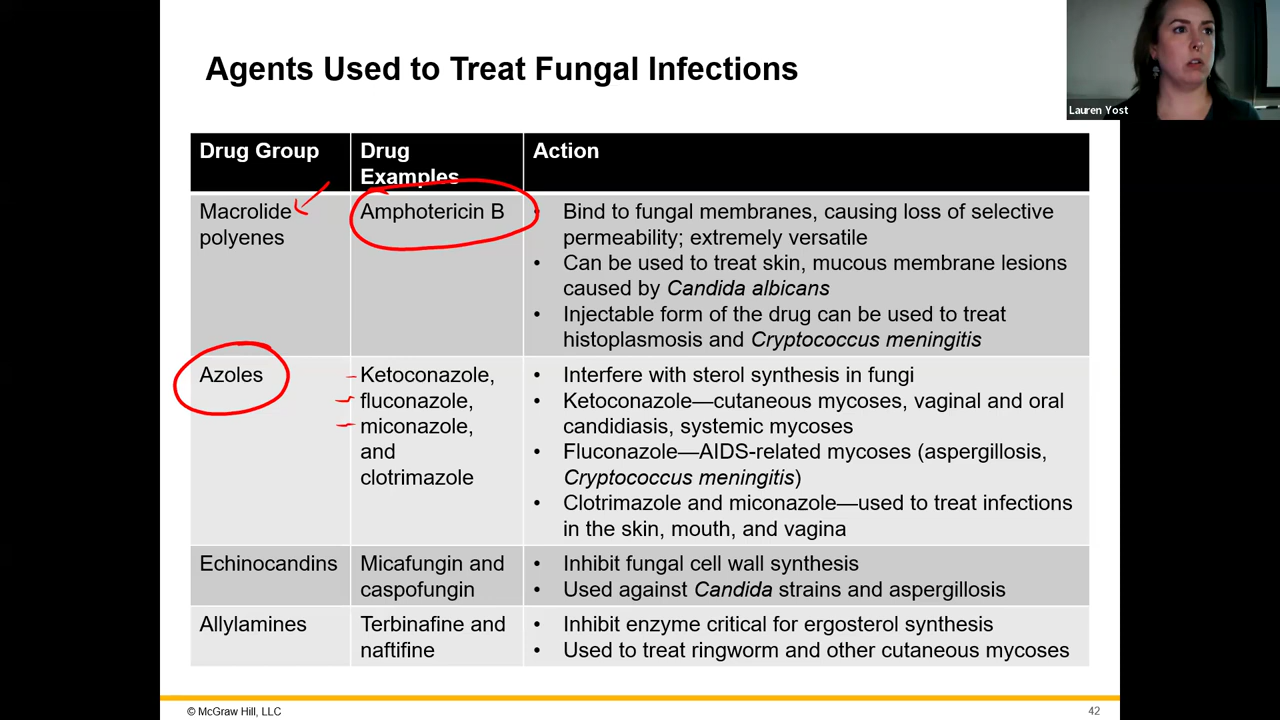 Agents Used to Treat Fungal Infections
Lauren Yost
Drug Group
Drug
Examples
Action
Macrolide
polyenes
Amphotericin B
• Bind to fungal membranes, causing loss of selective
permeability; extremely versatile
• Can be used to treat skin, mucous membrane lesions
caused by Candida albicans
• Injectable form of the drug can be used to treat
histoplasmosis and Cryptococcus meningitis
Azoles
Ketoconazole,
fluconazole,
miconazole,
and
clotrimazole
• Interfere with sterol synthesis in fungi
• Ketoconazole—cutaneous mycoses, vaginal and oral
candidiasis, systemic mycoses
• Fluconazole—AIDS-related mycoses (aspergillosis,
Cryptococcus meningitis)
• Clotrimazole and miconazole—used to treat infections
in the skin, mouth, and vagina
Echinocandins
Micafungin and
caspofungin
• Inhibit fungal cell wall synthesis
• Used against Candida strains and aspergillosis
Allylamines
Terbinafine and
naftifine
• Inhibit enzyme critical for ergosterol synthesis
• Used to treat ringworm and other cutaneous mycoses
© McGraw Hill, LLC
42